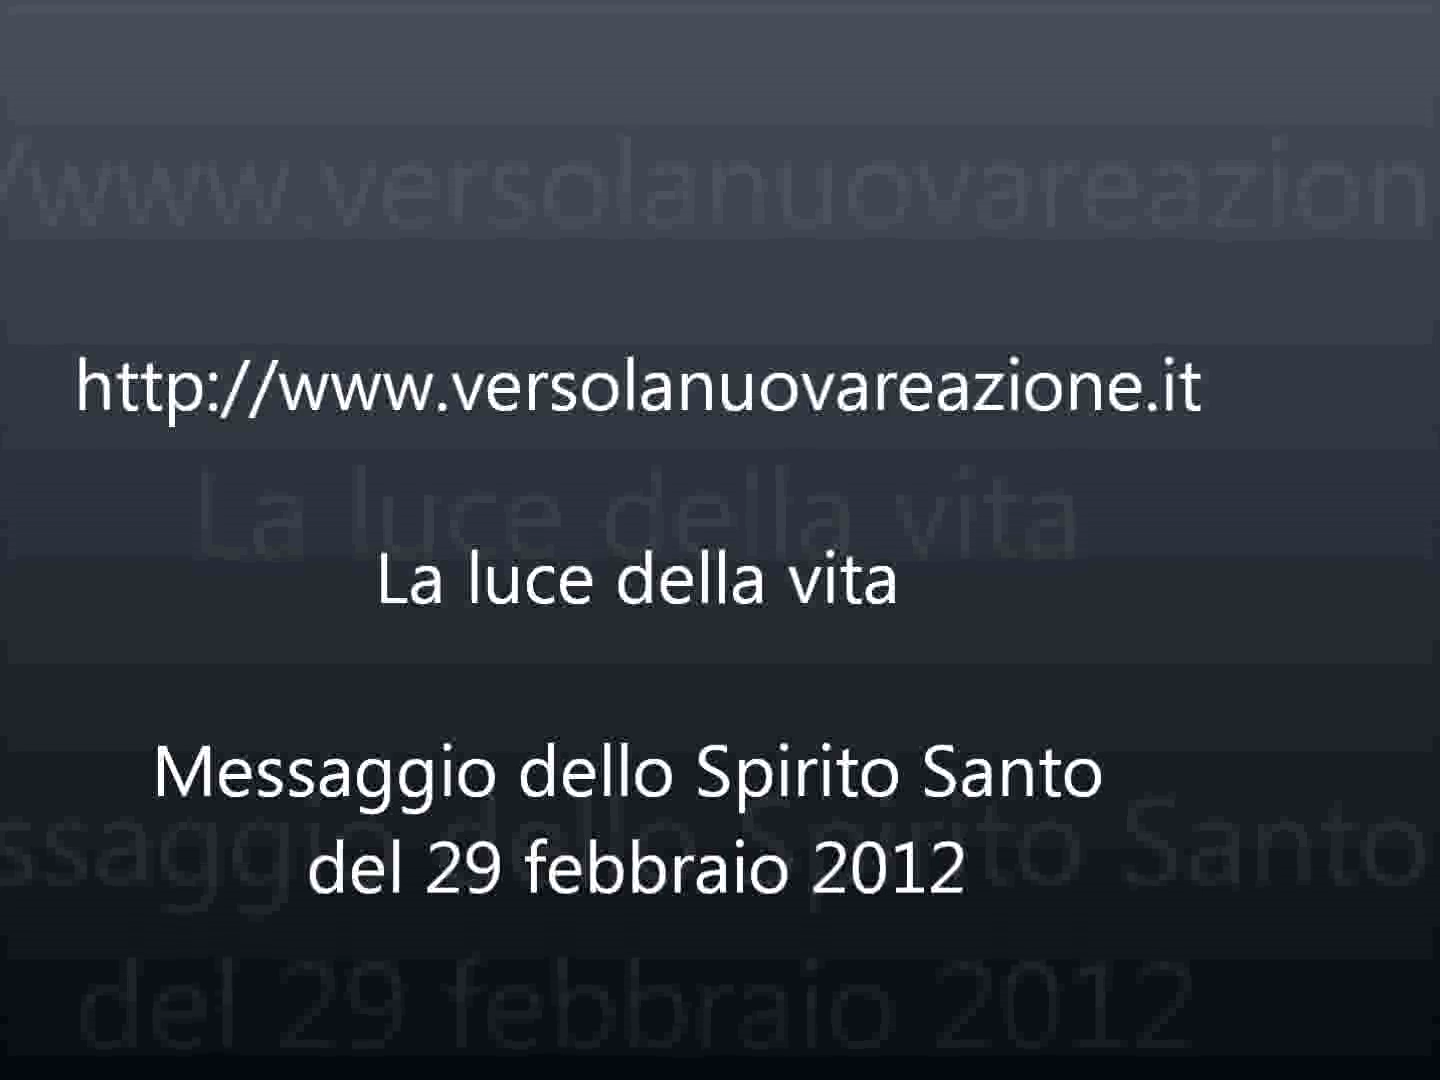 http://www.versolanuovareazione.it
La luce della vita
Messaggio dello Spirito Santo
del 29 febbraio 2012